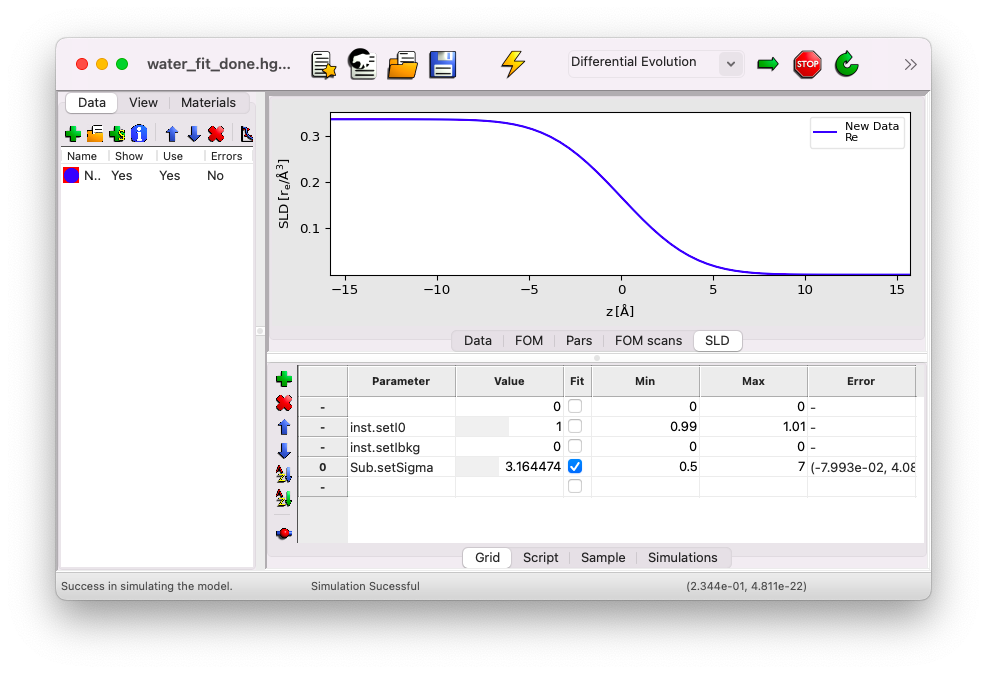 water_fit_done.hg...
Differential Evolution
STOP
Data View Materials
Name Show Use Errors
N.. Yes Yes No
New Data
Re
SLD [rₑ/Å³]
0.3
0.2
0.1
−15 −10 −5 0 5 10 15
z [Å]
Data FOM Pars FOM scans SLD
Parameter Value Fit Min Max Error
- 0 0 0 -
- inst.setI0 1 0.99 1.01 -
- inst.setIbkg 0 0 0 -
0 Sub.setSigma 3.164474 0.5 7 (-7.993e-02, 4.08
-
Grid Script Sample Simulations
Success in simulating the model. Simulation Sucessful (2.344e-01, 4.811e-22)